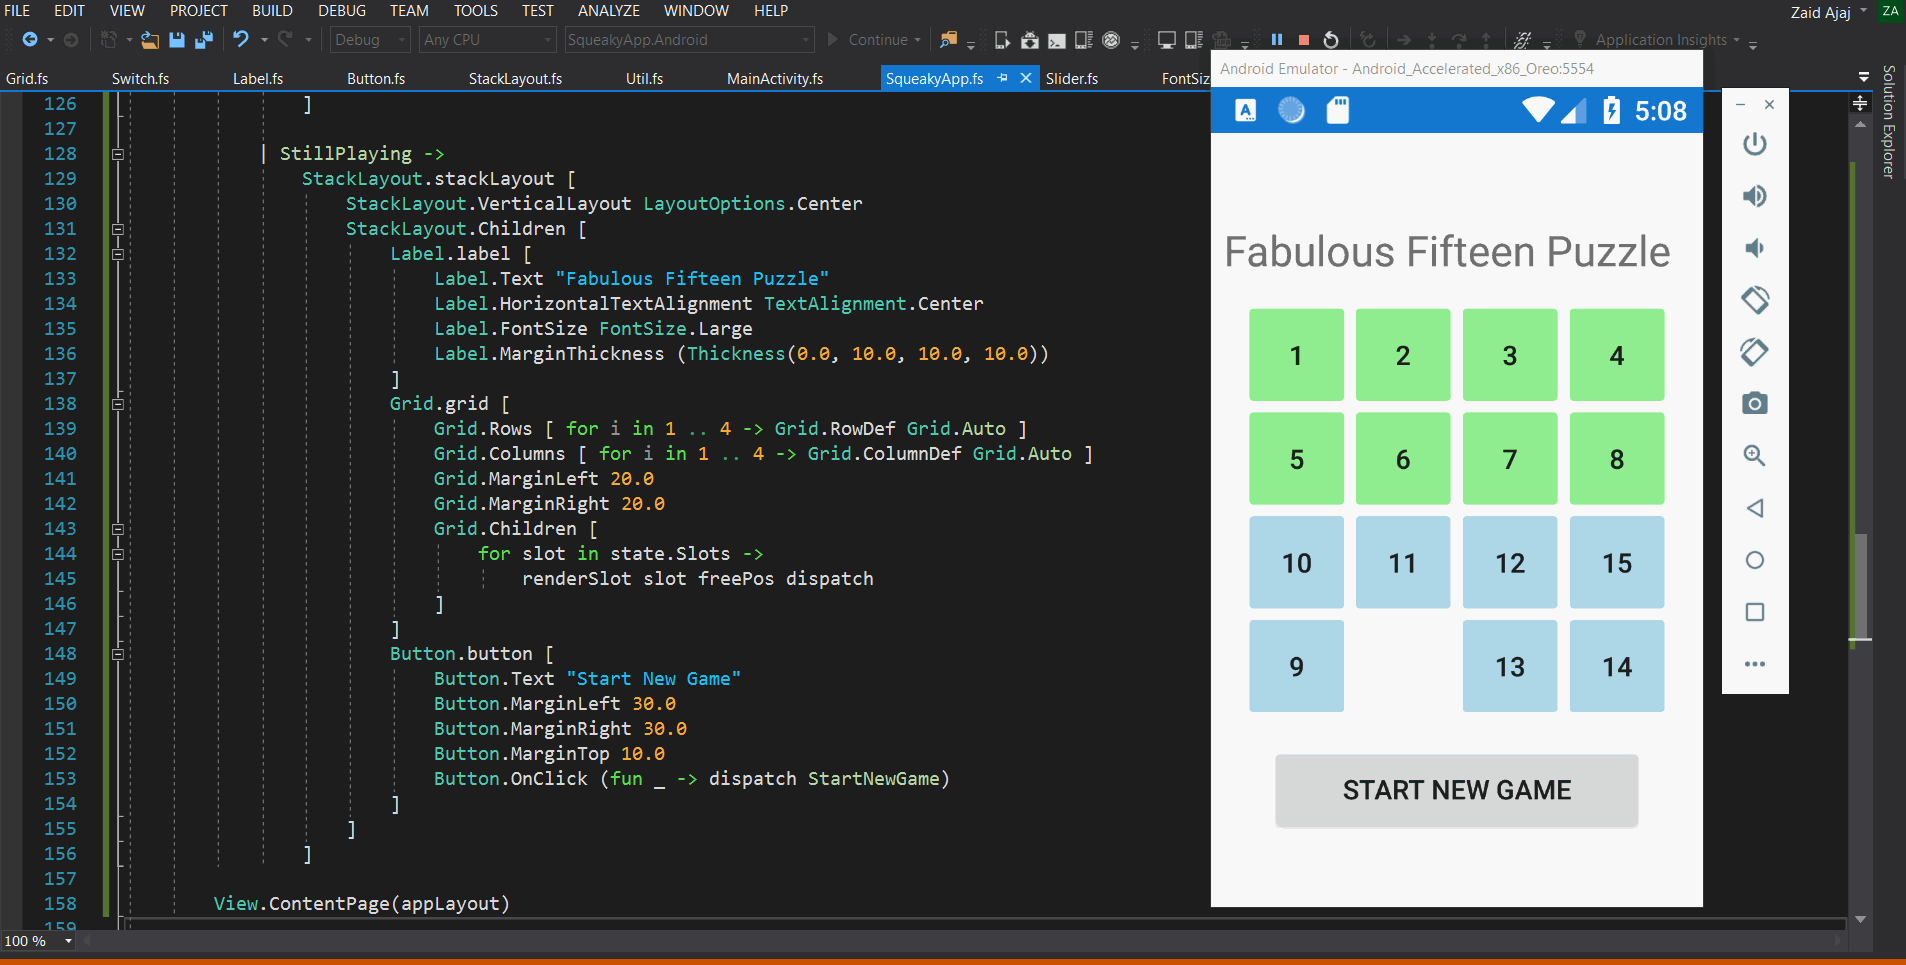 FILE EDIT VIEW PROJECT BUILD DEBUG TEAM TOOLS TEST ANALYZE WINDOW HELP
Zaid Ajaj ZA
Debug Any CPU SqueakyApp.Android Continue Application Insights
Grid.fs Switch.fs Label.fs Button.fs StackLayout.fs Util.fs MainActivity.fs SqueakyApp.fs Slider.fs FontSiz
Solution Explorer
126 ]
127
128 | StillPlaying ->
129 StackLayout.stackLayout [
130 StackLayout.VerticalLayout LayoutOptions.Center
131 StackLayout.Children [
132 Label.label [
133 Label.Text "Fabulous Fifteen Puzzle"
134 Label.HorizontalTextAlignment TextAlignment.Center
135 Label.FontSize FontSize.Large
136 Label.MarginThickness (Thickness(0.0, 10.0, 10.0, 10.0))
137 ]
138 Grid.grid [
139 Grid.Rows [ for i in 1 .. 4 -> Grid.RowDef Grid.Auto ]
140 Grid.Columns [ for i in 1 .. 4 -> Grid.ColumnDef Grid.Auto ]
141 Grid.MarginLeft 20.0
142 Grid.MarginRight 20.0
143 Grid.Children [
144 for slot in state.Slots ->
145 renderSlot slot freePos dispatch
146 ]
147 ]
148 Button.button [
149 Button.Text "Start New Game"
150 Button.MarginLeft 30.0
151 Button.MarginRight 30.0
152 Button.MarginTop 10.0
153 Button.OnClick (fun _ -> dispatch StartNewGame)
154 ]
155 ]
156 ]
157
158 View.ContentPage(appLayout)
159
100 %
Android Emulator - Android_Accelerated_x86_Oreo:5554
A 5:08
Fabulous Fifteen Puzzle
1 2 3 4
5 6 7 8
10 11 12 15
9 13 14
START NEW GAME